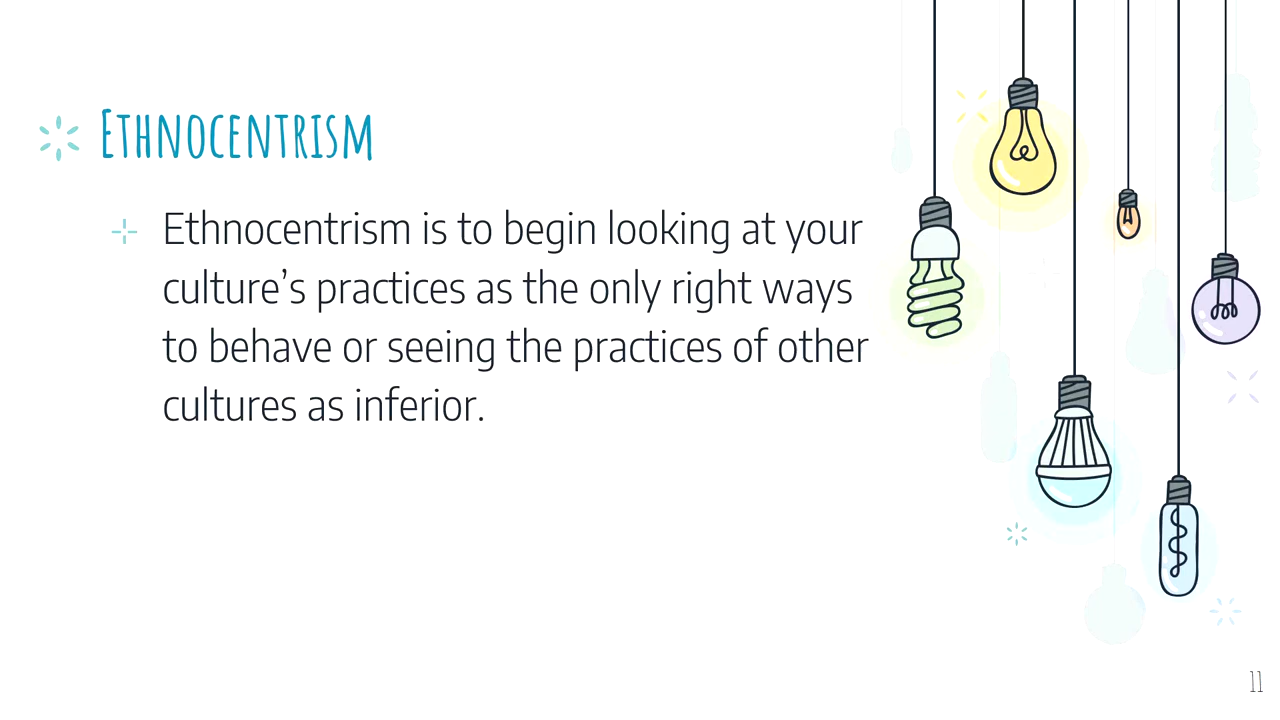 Ethnocentrism
Ethnocentrism is to begin looking at your
culture’s practices as the only right ways
to behave or seeing the practices of other
cultures as inferior.
11